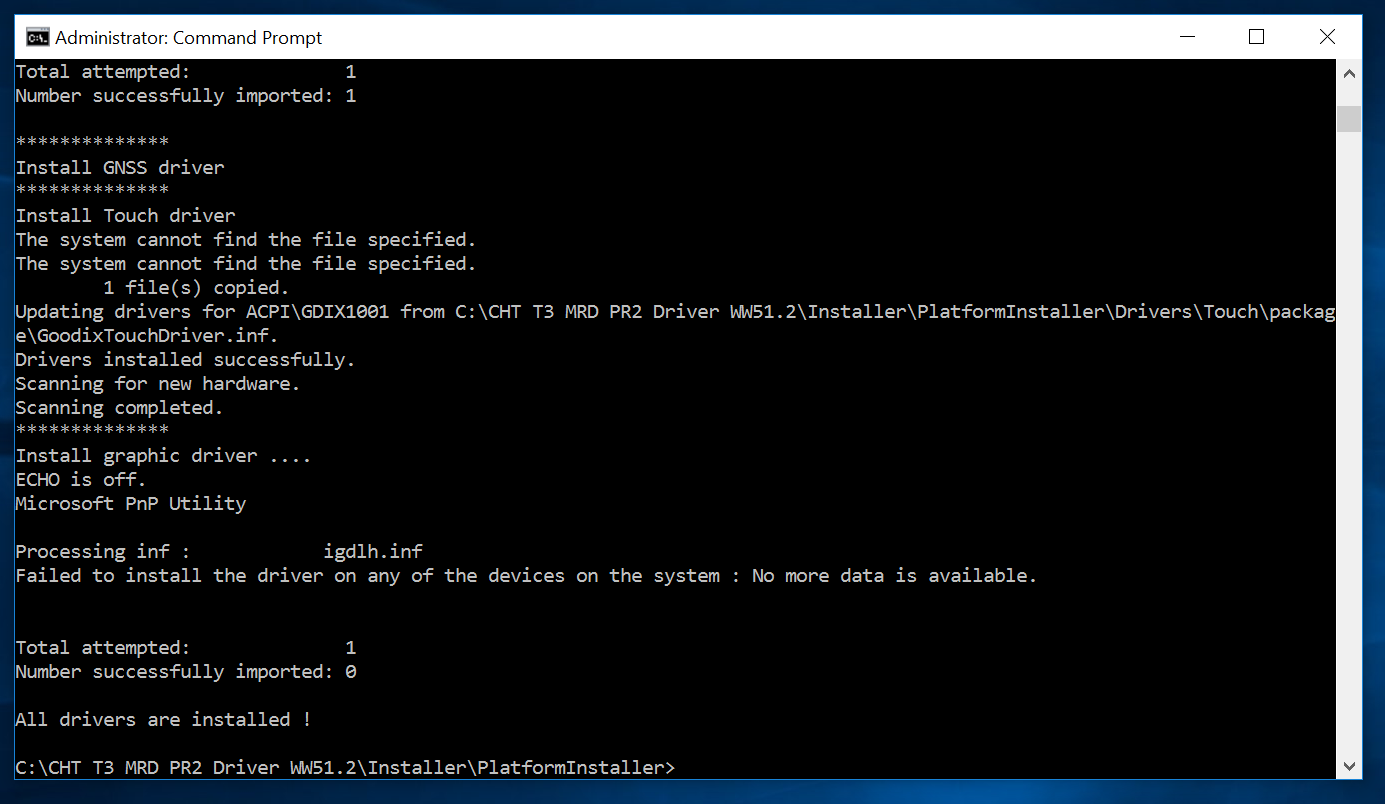 Administrator: Command Prompt
Total attempted:              1
Number successfully imported: 1
**************
Install GNSS driver
**************
Install Touch driver
The system cannot find the file specified.
The system cannot find the file specified.
        1 file(s) copied.
Updating drivers for ACPI\GDIX1001 from C:\CHT T3 MRD PR2 Driver WW51.2\Installer\PlatformInstaller\Drivers\Touch\packag
e\GoodixTouchDriver.inf.
Drivers installed successfully.
Scanning for new hardware.
Scanning completed.
**************
Install graphic driver ....
ECHO is off.
Microsoft PnP Utility
Processing inf :            igdlh.inf
Failed to install the driver on any of the devices on the system : No more data is available.
Total attempted:              1
Number successfully imported: 0
All drivers are installed !
C:\CHT T3 MRD PR2 Driver WW51.2\Installer\PlatformInstaller>